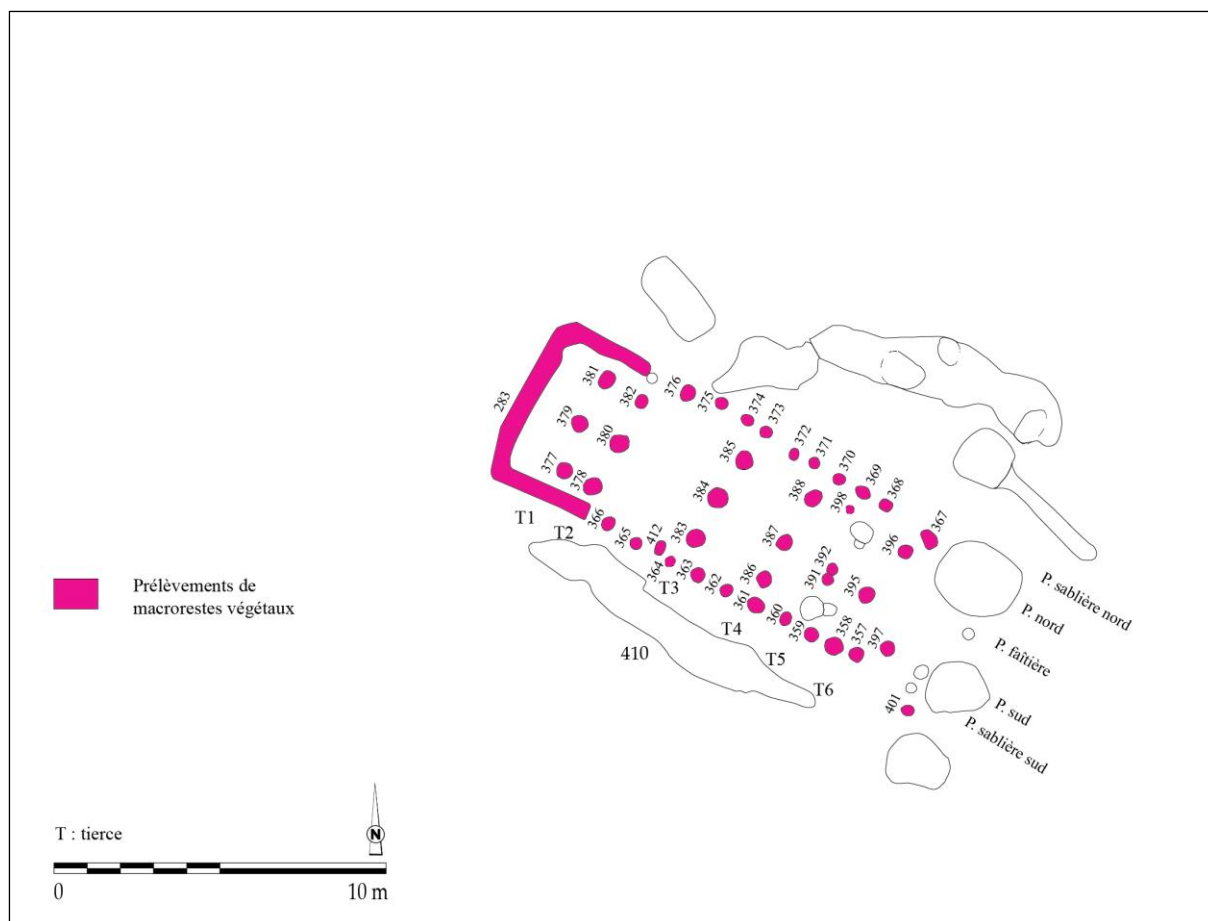 283
381
382
376
375
374
373
372
371
370
369
368
367
379
380
385
377
378
384
388
398
396
366
365
412
364
383
363
362
387
386
392
391
395
361
360
359
358
357
397
401
T1
T2
T3
T4
T5
T6
410
P. sablière nord
P. nord
P. faîtière
P. sud
P. sablière sud
Prélèvements de
macrorestes végétaux
T : tierce
N
0 10 m